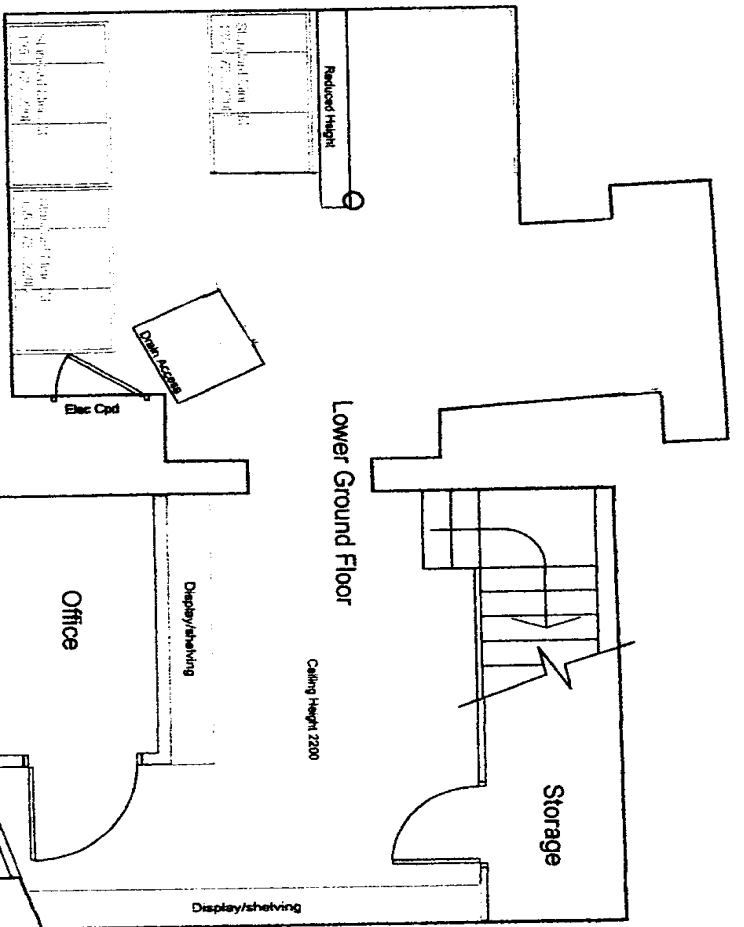 Reduced Height
Drain Access
Elec Cpd
Lower Ground Floor
Office
Display/shelving
Ceiling Height 2200
Storage
Display/shelving